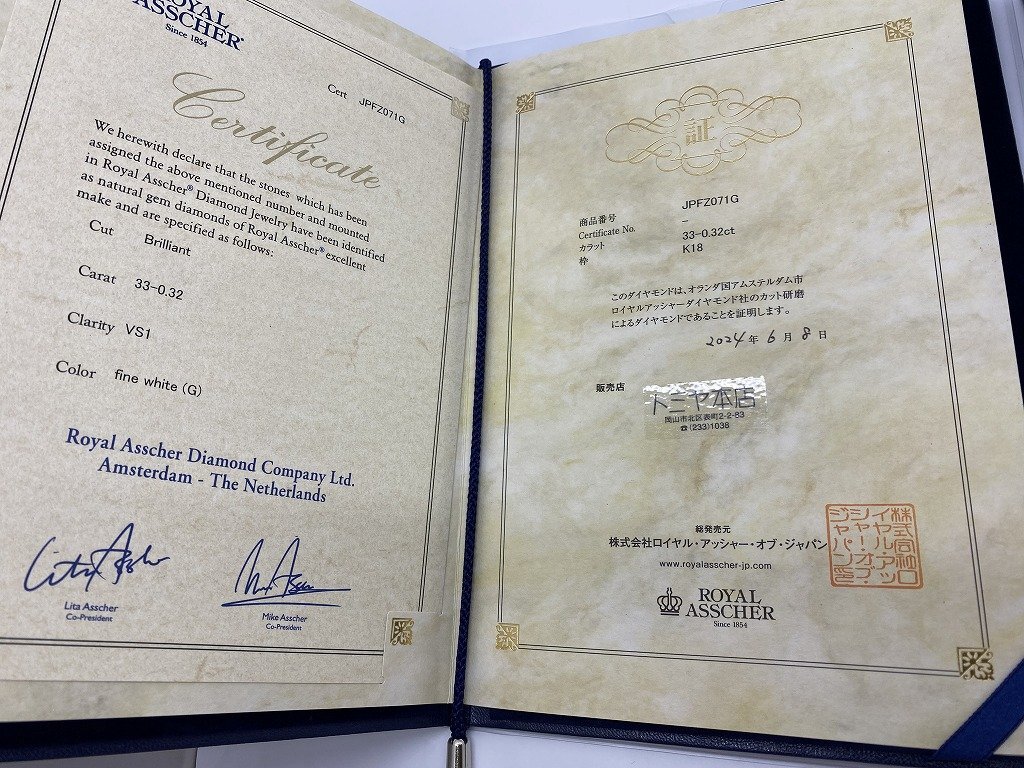 ROYAL
ASSCHER
Since 1854
Cert JPFZ071G
Certificate
We herewith declare that the stones which has been
assigned the above mentioned number and mounted
in Royal Asscher® Diamond Jewelry have been identified
as natural gem diamonds of Royal Asscher® excellent
make and are specified as follows:
Cut Brilliant
Carat 33-0.32
Clarity VS1
Color fine white (G)
Royal Asscher Diamond Company Ltd.
Amsterdam - The Netherlands
Lita Asscher
Co-President
Mike Asscher
Co-President
証
商品番号 JPFZ071G
Certificate No. -
カラット 33-0.32ct
枠 K18
このダイヤモンドは、オランダ国アムステルダム市
ロイヤルアッシャーダイヤモンド社のカット研磨
によるダイヤモンドであることを証明します。
2024年6月8日
販売店
トミヤ本店
岡山市北区表町2-2-83
☎(233)1038
総発売元
株式会社ロイヤル・アッシャー・オブ・ジャパン
www.royalasscher-jp.com
ROYAL
ASSCHER
Since 1854